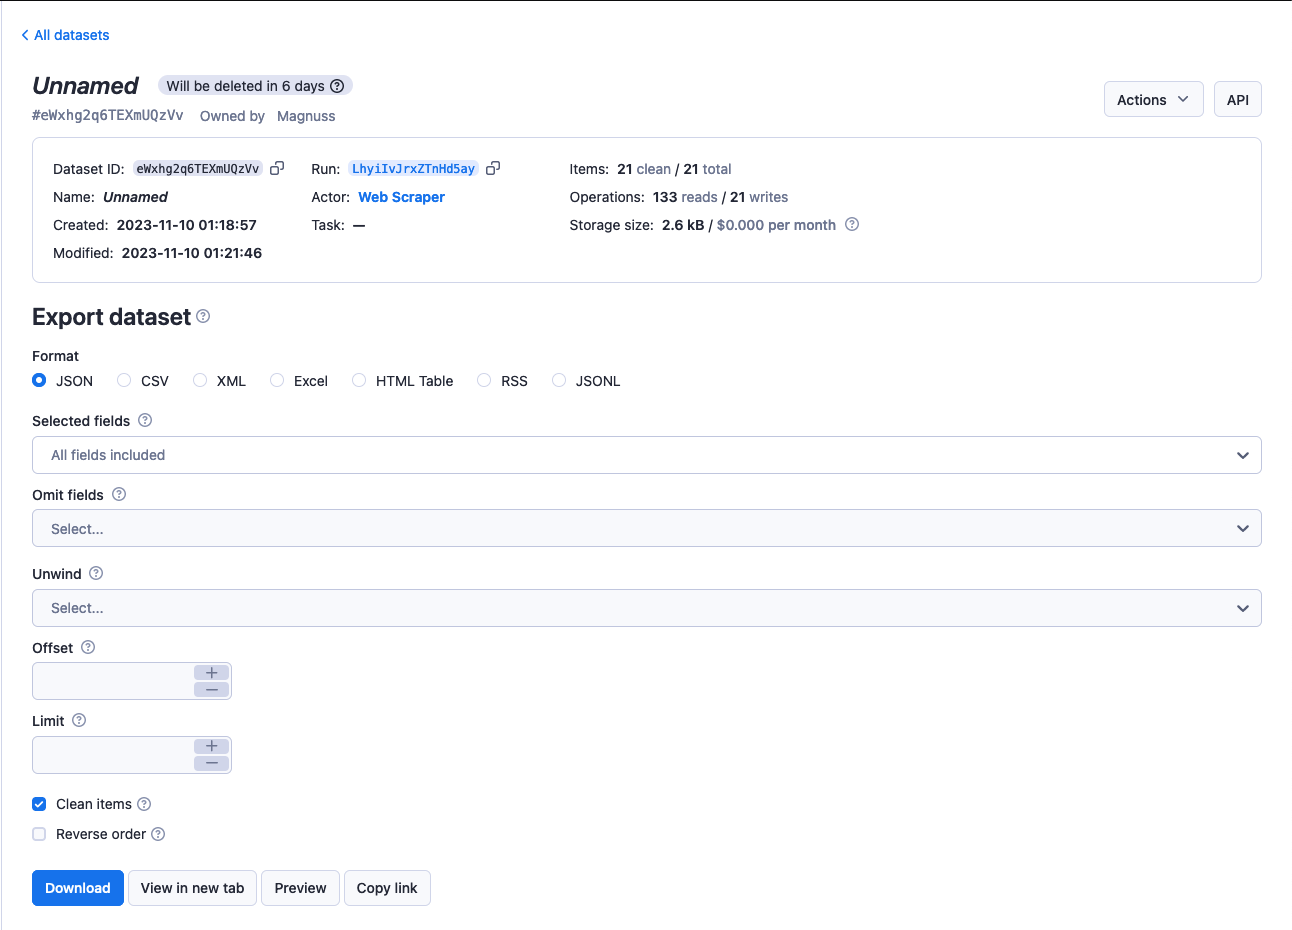 All datasets
Unnamed Will be deleted in 6 days
#eWxhg2q6TEXmUQzVv Owned by Magnuss
Actions API
Dataset ID: eWxhg2q6TEXmUQzVv Run: LhyiIvJrxZTnHd5ay Items: 21 clean / 21 total
Name: Unnamed Actor: Web Scraper Operations: 133 reads / 21 writes
Created: 2023-11-10 01:18:57 Task: — Storage size: 2.6 kB / $0.000 per month
Modified: 2023-11-10 01:21:46
Export dataset
Format
JSON CSV XML Excel HTML Table RSS JSONL
Selected fields
All fields included
Omit fields
Select...
Unwind
Select...
Offset
Limit
Clean items
Reverse order
Download View in new tab Preview Copy link